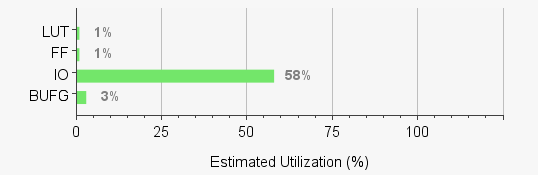 LUT 1%
FF 1%
IO 58%
BUFG 3%
0 25 50 75 100
Estimated Utilization (%)